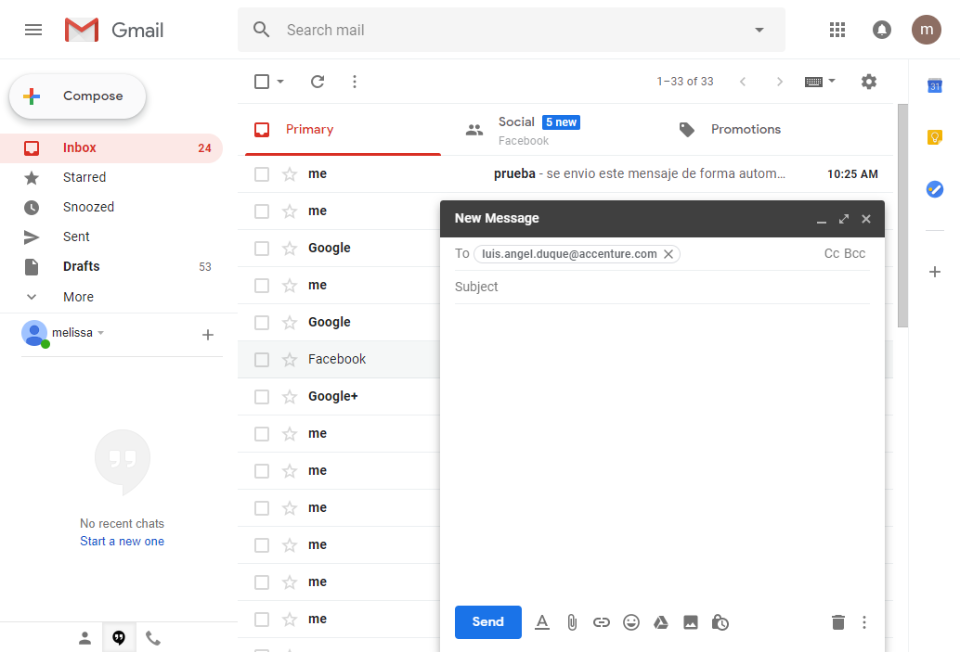 Gmail
Search mail
m
Compose
1–33 of 33
31
Primary
Social 5 new
Facebook
Promotions
Inbox 24
Starred
Snoozed
Sent
Drafts 53
More
melissa
No recent chats
Start a new one
me prueba - se envio este mensaje de forma autom... 10:25 AM
me
Google
me
Google
Facebook
Google+
me
me
me
me
me
me
New Message
To luis.angel.duque@accenture.com Cc Bcc
Subject
Send